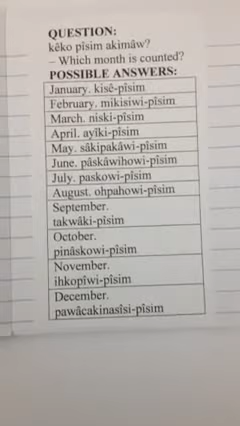 QUESTION:
kêko pîsim akimâw?
– Which month is counted?
POSSIBLE ANSWERS:
January. kisê-pîsim
February. mikisiwi-pîsim
March. niski-pîsim
April. ayîki-pîsim
May. sâkipakâwi-pîsim
June. pâskâwihowi-pîsim
July. paskowi-pîsim
August. ohpahowi-pîsim
September.
takwâki-pîsim
October.
pinâskowi-pîsim
November.
ihkopîwi-pîsim
December.
pawâcakinasîsi-pîsim